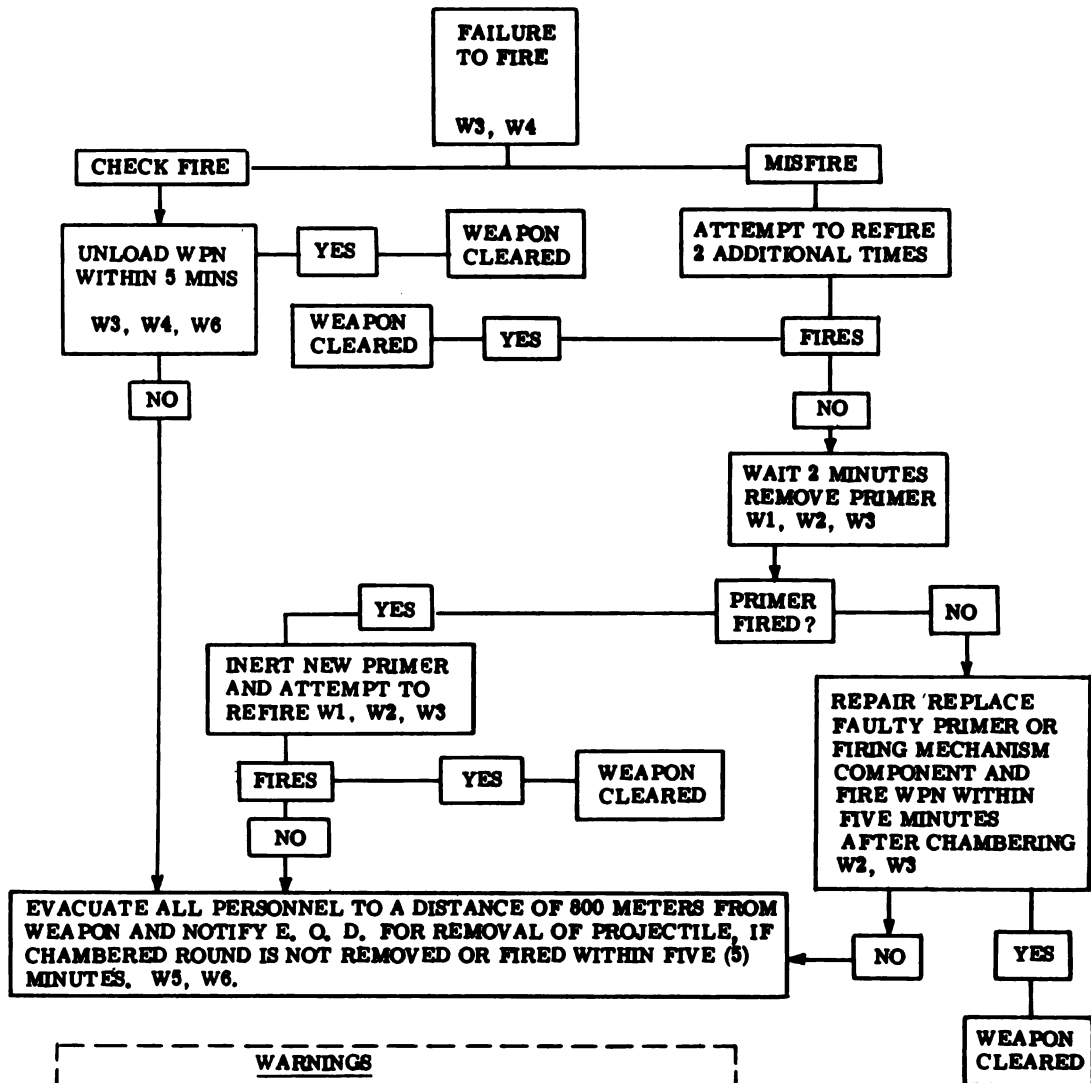 FAILURE
TO FIRE
W3, W4
CHECK FIRE
MISFIRE
UNLOAD WPN
WITHIN 5 MINS
W3, W4, W6
YES
WEAPON
CLEARED
ATTEMPT TO REFIRE
2 ADDITIONAL TIMES
WEAPON
CLEARED
YES
FIRES
NO
NO
WAIT 2 MINUTES
REMOVE PRIMER
W1, W2, W3
YES
PRIMER
FIRED?
NO
INERT NEW PRIMER
AND ATTEMPT TO
REFIRE W1, W2, W3
REPAIR 'REPLACE
FAULTY PRIMER OR
FIRING MECHANISM
COMPONENT AND
FIRE WPN WITHIN
FIVE MINUTES
AFTER CHAMBERING
W2, W3
FIRES
YES
WEAPON
CLEARED
NO
EVACUATE ALL PERSONNEL TO A DISTANCE OF 800 METERS FROM
WEAPON AND NOTIFY E. O. D. FOR REMOVAL OF PROJECTILE, IF
CHAMBERED ROUND IS NOT REMOVED OR FIRED WITHIN FIVE (5)
MINUTES. W5, W6.
NO
YES
WEAPON
CLEARED
WARNINGS